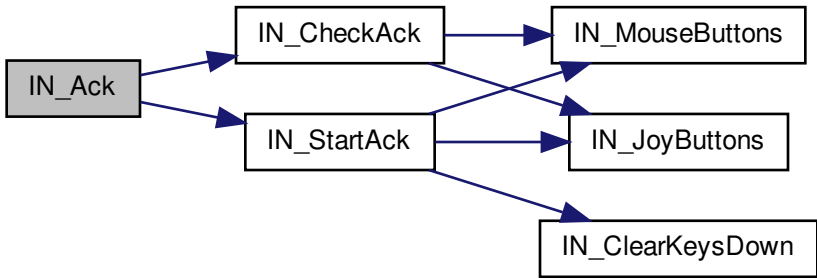 IN_Ack
IN_CheckAck
IN_StartAck
IN_MouseButtons
IN_JoyButtons
IN_ClearKeysDown